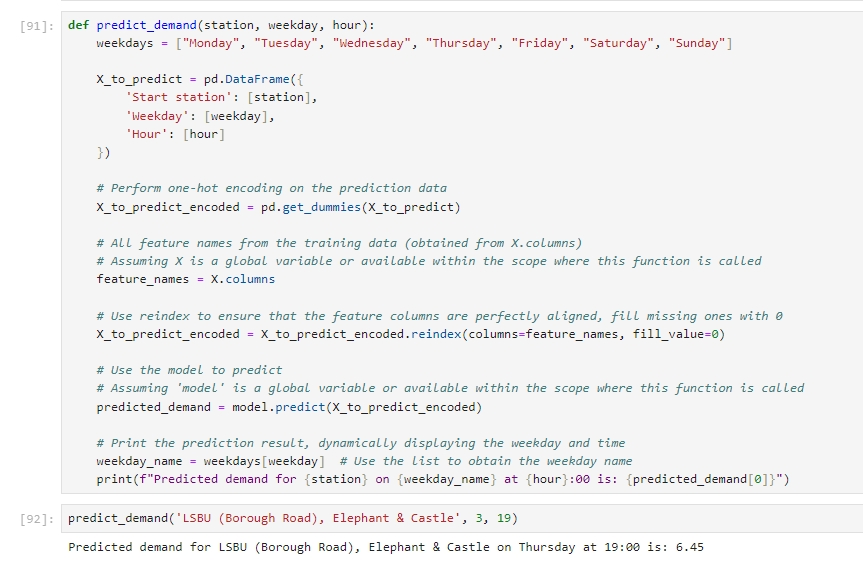 [91]: def predict_demand(station, weekday, hour):
    weekdays = ["Monday", "Tuesday", "Wednesday", "Thursday", "Friday", "Saturday", "Sunday"]

    X_to_predict = pd.DataFrame({
        'Start station': [station],
        'Weekday': [weekday],
        'Hour': [hour]
    })

    # Perform one-hot encoding on the prediction data
    X_to_predict_encoded = pd.get_dummies(X_to_predict)

    # All feature names from the training data (obtained from X.columns)
    # Assuming X is a global variable or available within the scope where this function is called
    feature_names = X.columns

    # Use reindex to ensure that the feature columns are perfectly aligned, fill missing ones with 0
    X_to_predict_encoded = X_to_predict_encoded.reindex(columns=feature_names, fill_value=0)

    # Use the model to predict
    # Assuming 'model' is a global variable or available within the scope where this function is called
    predicted_demand = model.predict(X_to_predict_encoded)

    # Print the prediction result, dynamically displaying the weekday and time
    weekday_name = weekdays[weekday]  # Use the list to obtain the weekday name
    print(f"Predicted demand for {station} on {weekday_name} at {hour}:00 is: {predicted_demand[0]}")
[92]: predict_demand('LSBU (Borough Road), Elephant & Castle', 3, 19)
Predicted demand for LSBU (Borough Road), Elephant & Castle on Thursday at 19:00 is: 6.45